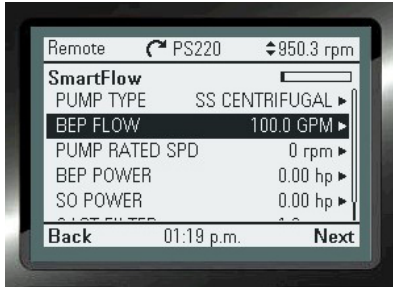 Remote PS220 950.3 rpm
SmartFlow
PUMP TYPE SS CENTRIFUGAL
BEP FLOW 100.0 GPM
PUMP RATED SPD 0 rpm
BEP POWER 0.00 hp
SO POWER 0.00 hp
Back 01:19 p.m. Next